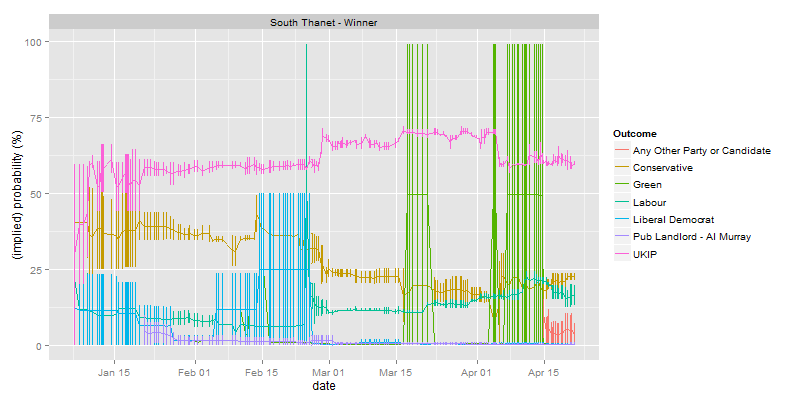 South Thanet - Winner
(implied) probability (%)
100
75
50
25
0
Jan 15
Feb 01
Feb 15
Mar 01
Mar 15
Apr 01
Apr 15
date
Outcome
Any Other Party or Candidate
Conservative
Green
Labour
Liberal Democrat
Pub Landlord - Al Murray
UKIP